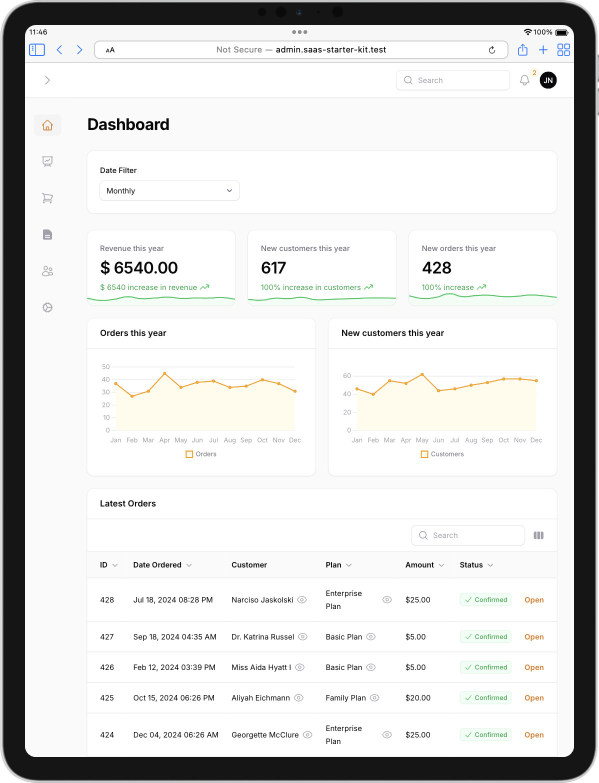 11:46
100%
AA
Not Secure — admin.saas-starter-kit.test
Search
2
JN
Dashboard
Date Filter
Monthly
Revenue this year
$ 6540.00
$ 6540 increase in revenue
New customers this year
617
100% increase in customers
New orders this year
428
100% increase
Orders this year
50
40
30
20
10
0
Jan Feb Mar Apr May Jun Jul Aug Sep Oct Nov Dec
Orders
New customers this year
60
40
20
0
Jan Feb Mar Apr May Jun Jul Aug Sep Oct Nov Dec
Customers
Latest Orders
Search
ID Date Ordered Customer Plan Amount Status
428 Jul 18, 2024 08:28 PM Narciso Jaskolski Enterprise Plan $25.00 Confirmed Open
427 Sep 18, 2024 04:35 AM Dr. Katrina Russel Basic Plan $5.00 Confirmed Open
426 Feb 12, 2024 03:39 PM Miss Aida Hyatt I Basic Plan $5.00 Confirmed Open
425 Oct 15, 2024 06:26 PM Aliyah Eichmann Family Plan $20.00 Confirmed Open
424 Dec 04, 2024 06:26 AM Georgette McClure Enterprise Plan $25.00 Confirmed Open